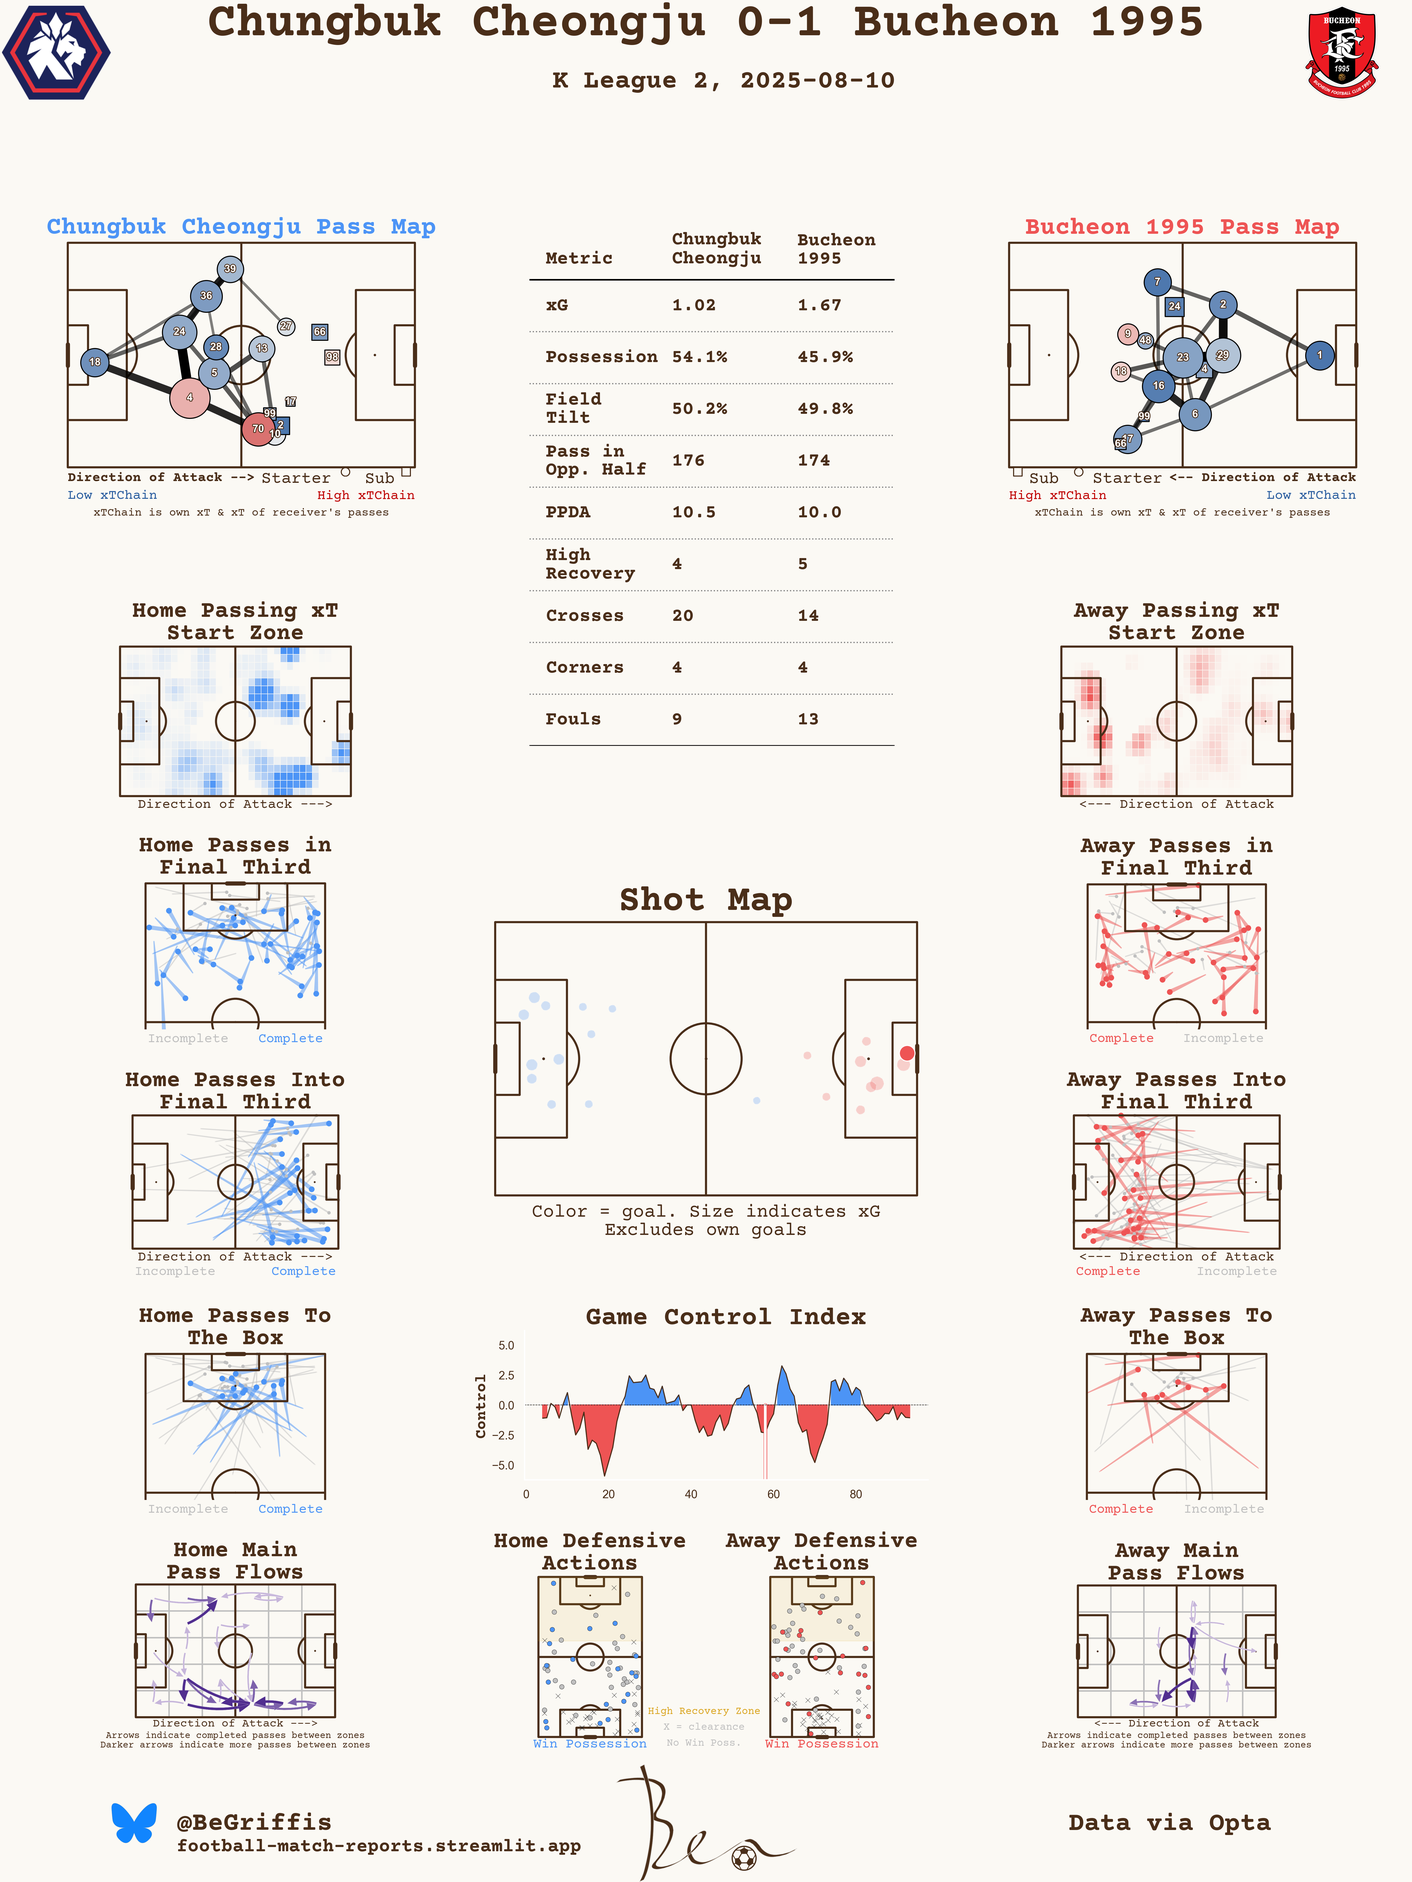 Chungbuk Cheongju 0-1 Bucheon 1995
K League 2, 2025-08-10
BUCHEON
1995
BUCHEON FOOTBALL CLUB 1995
Chungbuk Cheongju Pass Map
39
36
27
24
66
28
13
98
18
5
4
17
99
2
70
10
Direction of Attack --> Starter Sub
Low xTChain High xTChain
xTChain is own xT & xT of receiver's passes
Metric Chungbuk Cheongju Bucheon 1995
xG 1.02 1.67
Possession 54.1% 45.9%
Field Tilt 50.2% 49.8%
Pass in Opp. Half 176 174
PPDA 10.5 10.0
High Recovery 4 5
Crosses 20 14
Corners 4 4
Fouls 9 13
Bucheon 1995 Pass Map
7
24
2
9
48
23
29
1
18
4
16
99
6
17
66
Sub Starter <-- Direction of Attack
High xTChain Low xTChain
xTChain is own xT & xT of receiver's passes
Home Passing xT
Start Zone
Direction of Attack --->
Away Passing xT
Start Zone
<--- Direction of Attack
Home Passes in
Final Third
Incomplete Complete
Away Passes in
Final Third
Complete Incomplete
Shot Map
Color = goal. Size indicates xG
Excludes own goals
Home Passes Into
Final Third
Direction of Attack --->
Incomplete Complete
Away Passes Into
Final Third
<--- Direction of Attack
Complete Incomplete
Home Passes To
The Box
Incomplete Complete
Game Control Index
Control
5.0
2.5
0.0
−2.5
−5.0
0 20 40 60 80
Away Passes To
The Box
Complete Incomplete
Home Main
Pass Flows
Direction of Attack --->
Arrows indicate completed passes between zones
Darker arrows indicate more passes between zones
Home Defensive
Actions
Win Possession
High Recovery Zone
X = clearance
No Win Poss.
Away Defensive
Actions
Win Possession
Away Main
Pass Flows
<--- Direction of Attack
Arrows indicate completed passes between zones
Darker arrows indicate more passes between zones
@BeGriffis
football-match-reports.streamlit.app
Ben
Data via Opta